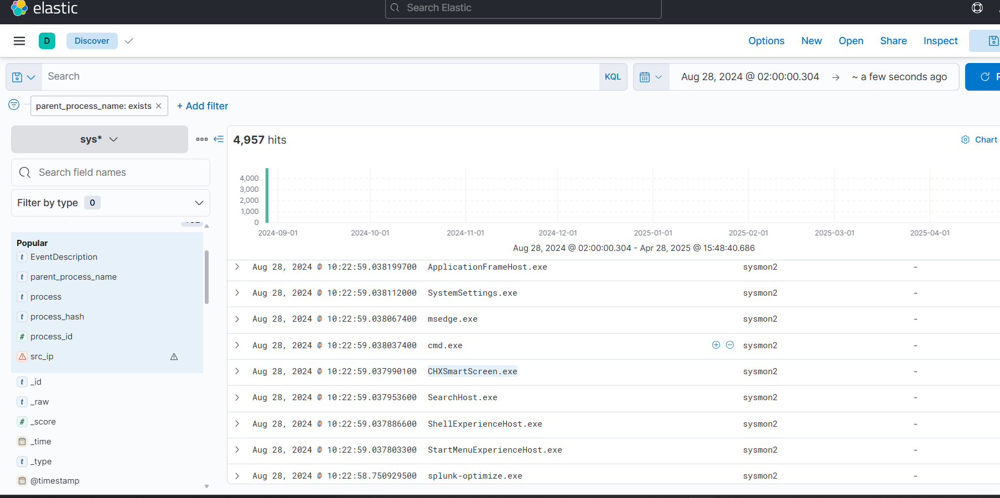 elastic
Search Elastic
D
Discover
Options
New
Open
Share
Inspect
Search
KQL
Aug 28, 2024 @ 02:00:00.304 → ~ a few seconds ago
parent_process_name: exists ×
+ Add filter
sys*
4,957 hits
Chart
Search field names
Filter by type 0
Popular
t EventDescription
t parent_process_name
t process
t process_hash
# process_id
src_ip
t _id
t _raw
# _score
_time
t _type
@timestamp
4,000
3,000
2,000
1,000
0
2024-09-01 2024-10-01 2024-11-01 2024-12-01 2025-01-01 2025-02-01 2025-03-01 2025-04-01
Aug 28, 2024 @ 02:00:00.304 - Apr 28, 2025 @ 15:48:40.686
Aug 28, 2024 @ 10:22:59.038199700 ApplicationFrameHost.exe sysmon2 -
Aug 28, 2024 @ 10:22:59.038112000 SystemSettings.exe sysmon2 -
Aug 28, 2024 @ 10:22:59.038067400 msedge.exe sysmon2 -
Aug 28, 2024 @ 10:22:59.038037400 cmd.exe sysmon2 -
Aug 28, 2024 @ 10:22:59.037990100 CHXSmartScreen.exe sysmon2 -
Aug 28, 2024 @ 10:22:59.037953600 SearchHost.exe sysmon2 -
Aug 28, 2024 @ 10:22:59.037886600 ShellExperienceHost.exe sysmon2 -
Aug 28, 2024 @ 10:22:59.037803300 StartMenuExperienceHost.exe sysmon2 -
Aug 28, 2024 @ 10:22:58.750929500 splunk-optimize.exe sysmon2 -